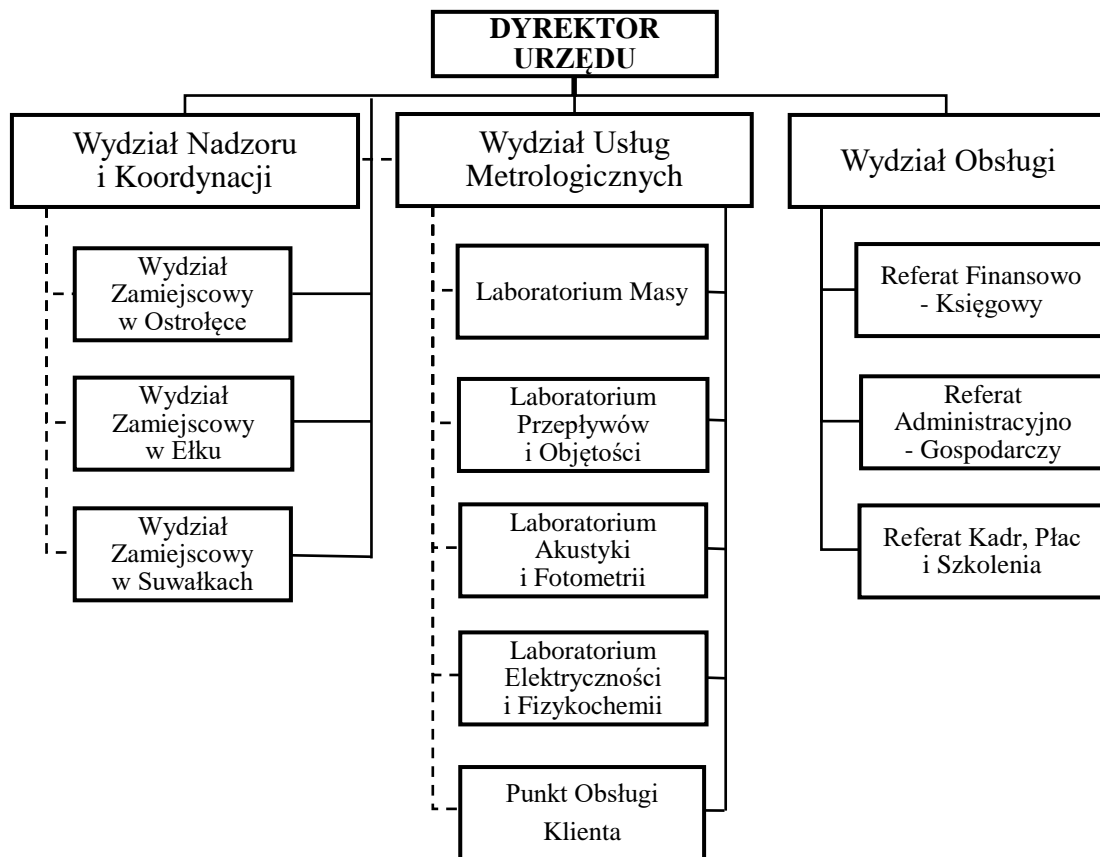 DYREKTOR
URZĘDU
Wydział Nadzoru
i Koordynacji
Wydział Usług
Metrologicznych
Wydział Obsługi
Wydział
Zamiejscowy
w Ostrołęce
Wydział
Zamiejscowy
w Ełku
Wydział
Zamiejscowy
w Suwałkach
Laboratorium Masy
Laboratorium
Przepływów
i Objętości
Laboratorium
Akustyki
i Fotometrii
Laboratorium
Elektryczności
i Fizykochemii
Punkt Obsługi
Klienta
Referat Finansowo
- Księgowy
Referat
Administracyjno
- Gospodarczy
Referat Kadr, Płac
i Szkolenia